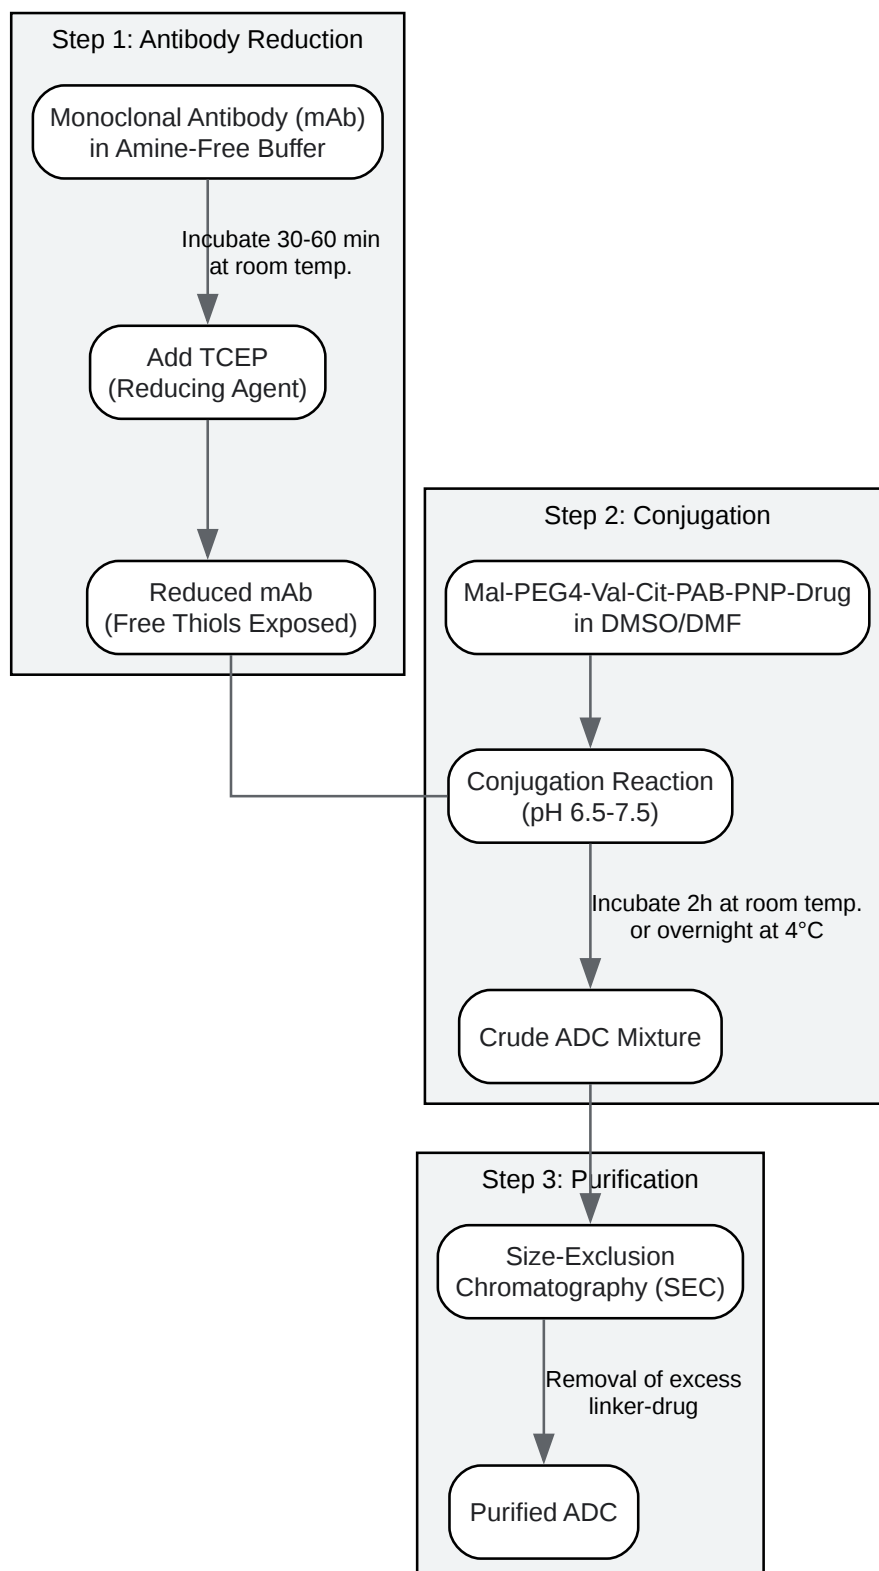 Step 1: Antibody Reduction
Monoclonal Antibody (mAb)
in Amine-Free Buffer
Incubate 30-60 min
at room temp.
Add TCEP
(Reducing Agent)
Reduced mAb
(Free Thiols Exposed)
Step 2: Conjugation
Mal-PEG4-Val-Cit-PAB-PNP-Drug
in DMSO/DMF
Conjugation Reaction
(pH 6.5-7.5)
Incubate 2h at room temp.
or overnight at 4°C
Crude ADC Mixture
Step 3: Purification
Size-Exclusion
Chromatography (SEC)
Removal of excess
linker-drug
Purified ADC